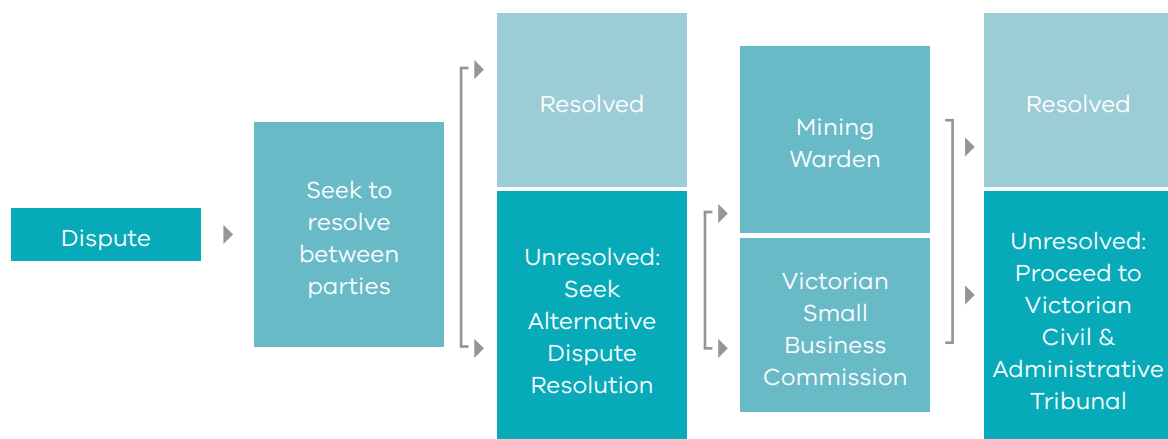 Dispute
Seek to
resolve
between
parties
Resolved
Unresolved:
Seek
Alternative
Dispute
Resolution
Mining
Warden
Victorian
Small
Business
Commission
Resolved
Unresolved:
Proceed to
Victorian
Civil &
Administrative
Tribunal